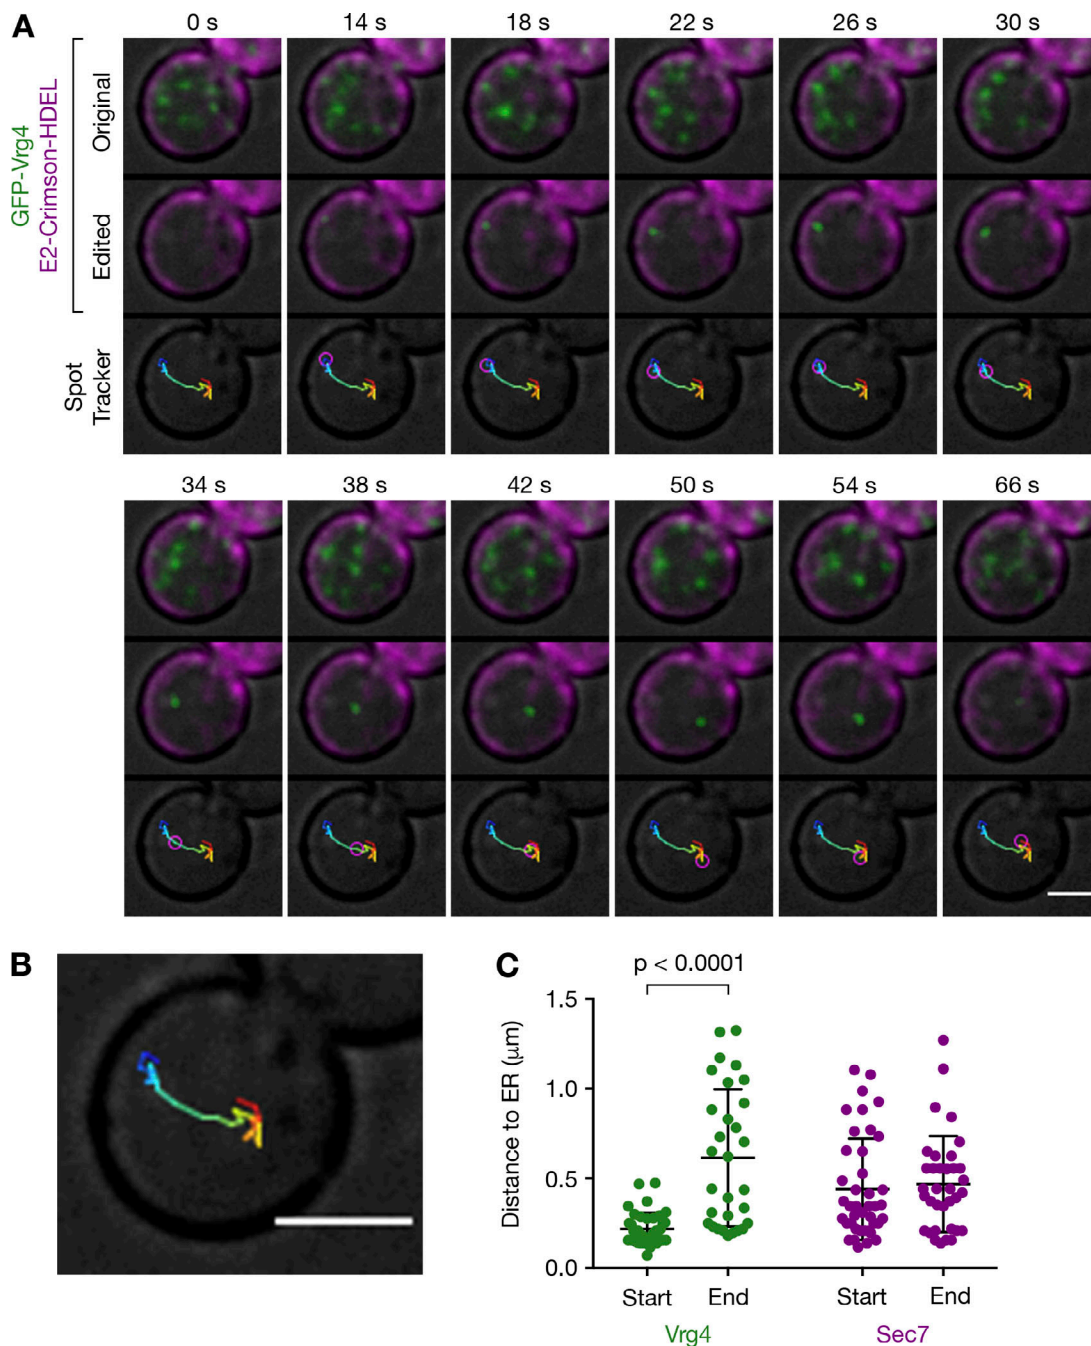 A
0 s 14 s 18 s 22 s 26 s 30 s
GFP-Vrg4
E2-Crimson-HDEL
Original
Edited
Spot
Tracker
34 s 38 s 42 s 50 s 54 s 66 s
B
C
p < 0.0001
Distance to ER (μm)
1.5
1.0
0.5
0.0
Start End Start End
Vrg4 Sec7